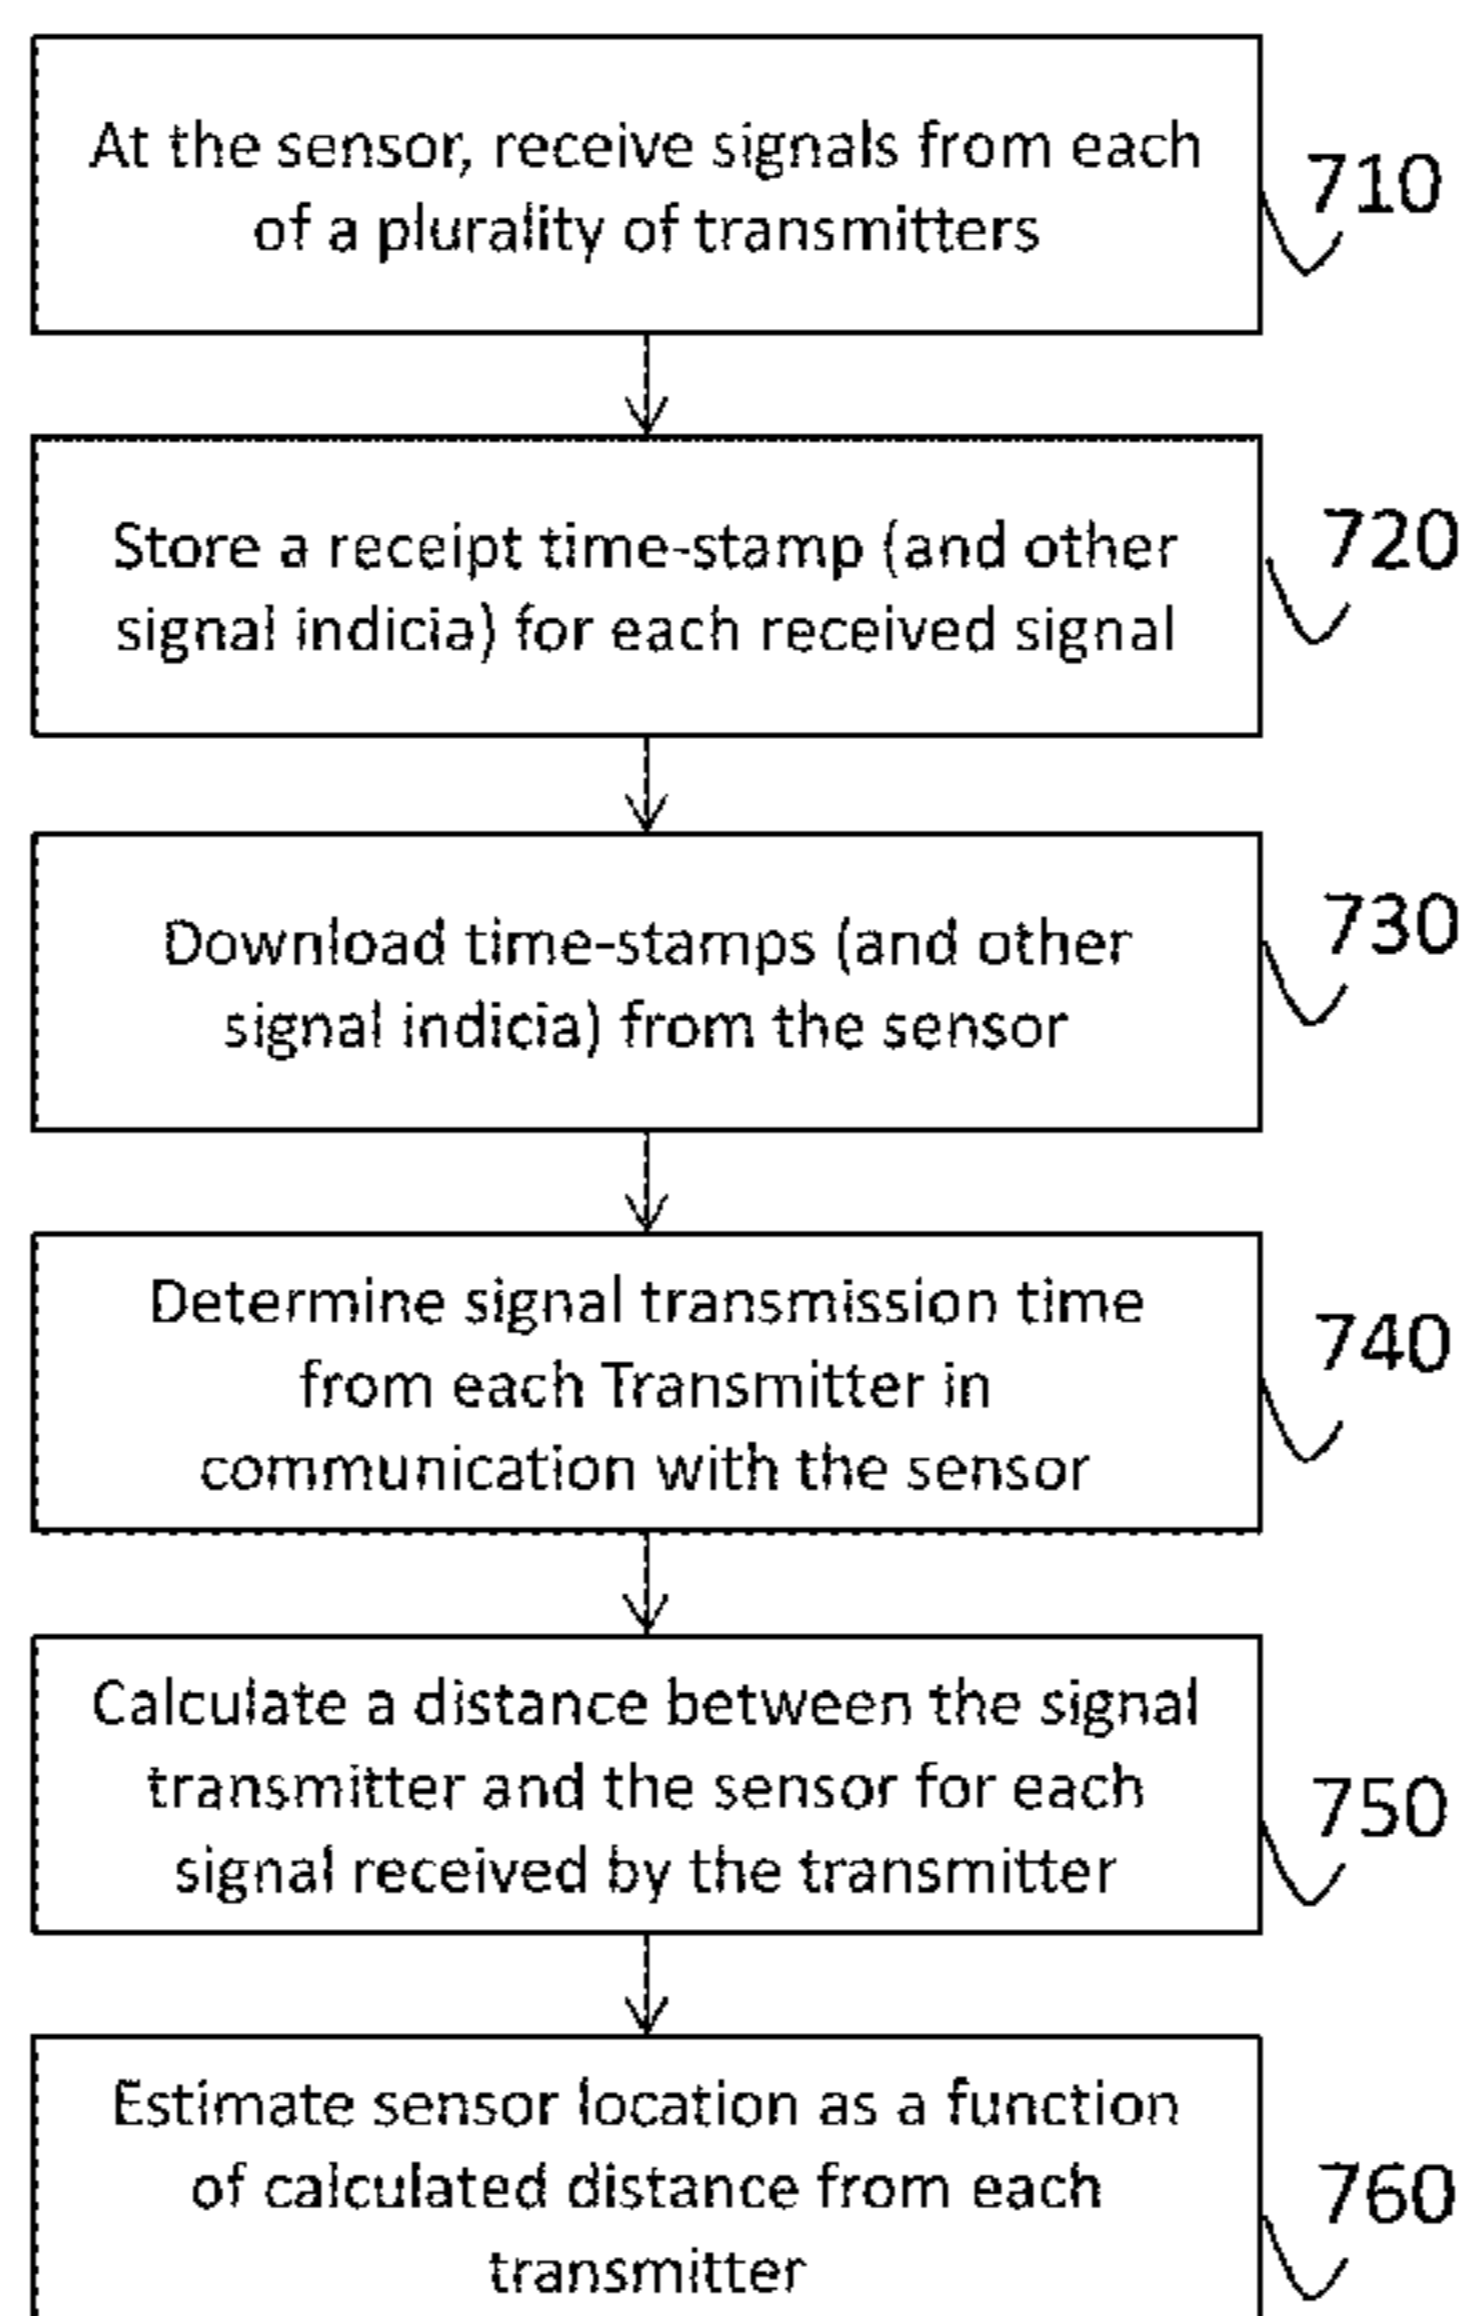 At the sensor, receive signals from each
of a plurality of transmitters
710
Store a receipt time-stamp (and other
signal indicia) for each received signal
720
Download time-stamps (and other
signal indicia) from the sensor
730
Determine signal transmission time
from each Transmitter in
communication with the sensor
740
Calculate a distance between the signal
transmitter and the sensor for each
signal received by the transmitter
750
Estimate sensor location as a function
of calculated distance from each
transmitter
760